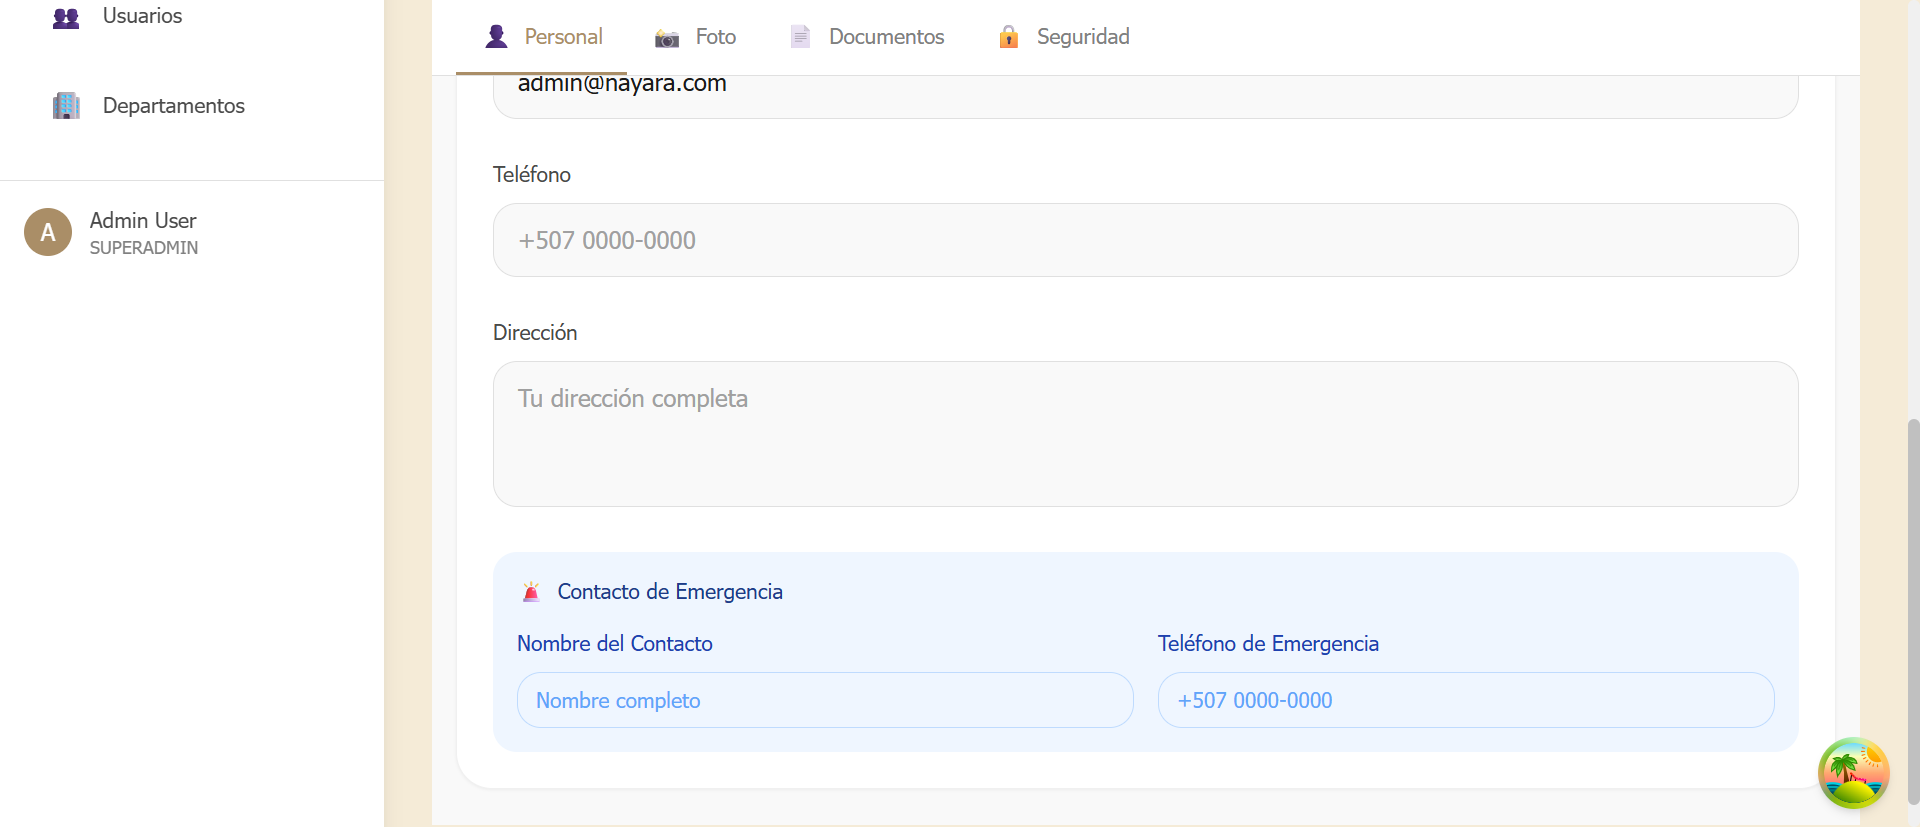 Usuarios
Departamentos
A
Admin User
SUPERADMIN
Personal
Foto
Documentos
Seguridad
admin@nayara.com
Teléfono
+507 0000-0000
Dirección
Tu dirección completa
Contacto de Emergencia
Nombre del Contacto
Teléfono de Emergencia
Nombre completo
+507 0000-0000